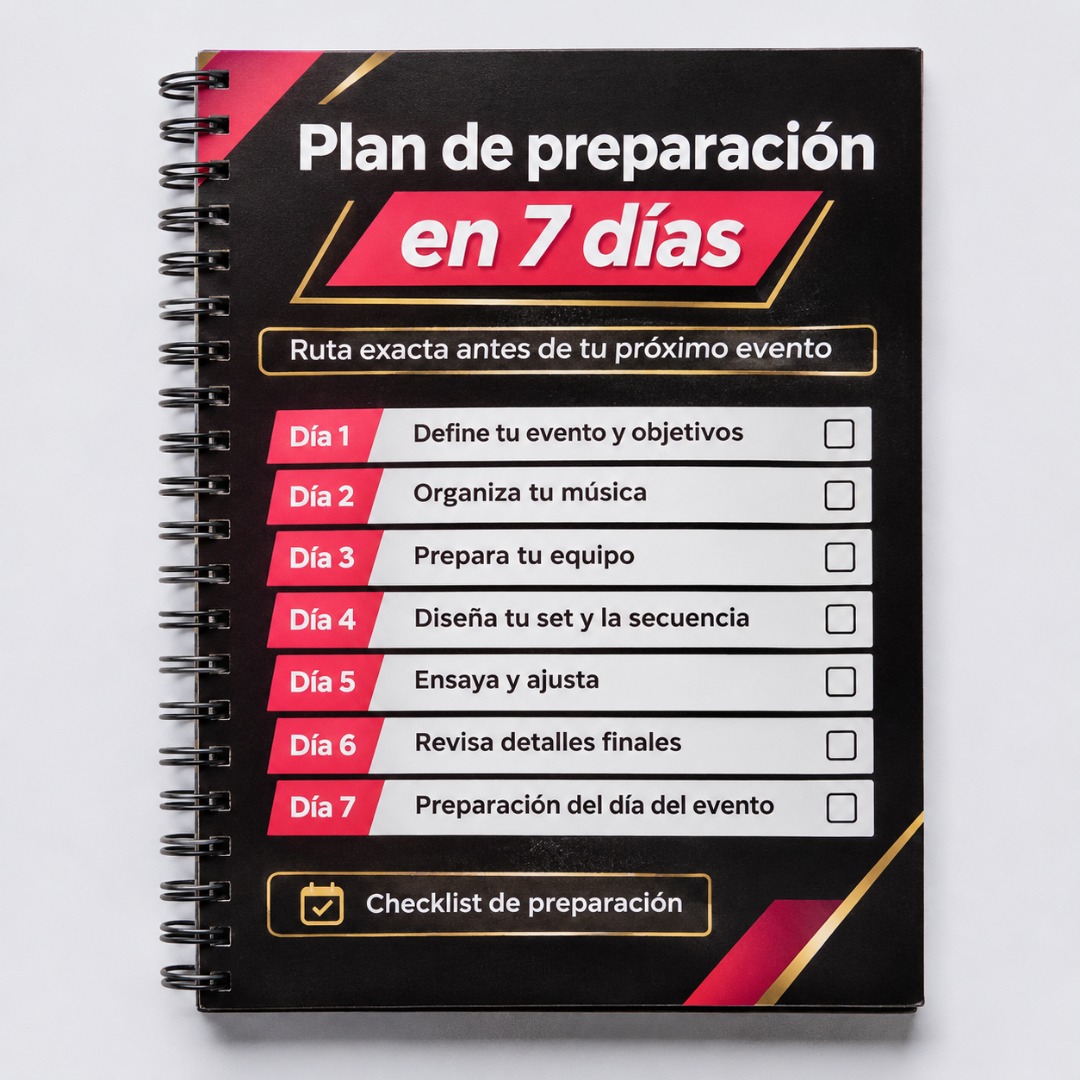 Plan de preparación
en 7 días
Ruta exacta antes de tu próximo evento
Día 1 Define tu evento y objetivos
Día 2 Organiza tu música
Día 3 Prepara tu equipo
Día 4 Diseña tu set y la secuencia
Día 5 Ensaya y ajusta
Día 6 Revisa detalles finales
Día 7 Preparación del día del evento
Checklist de preparación